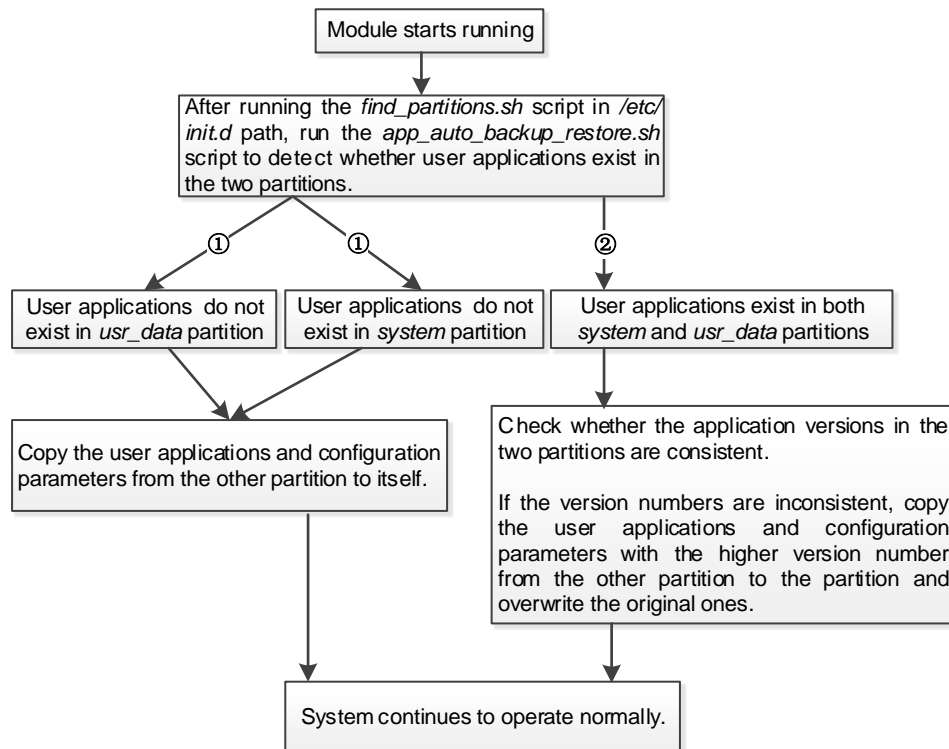 Module starts running
After running the find_partitions.sh script in /etc/
init.d path, run the app_auto_backup_restore.sh
script to detect whether user applications exist in
the two partitions.
①
①
②
User applications do not
exist in usr_data partition
User applications do not
exist in system partition
User applications exist in both
system and usr_data partitions
Copy the user applications and configuration
parameters from the other partition to itself.
Check whether the application versions in the
two partitions are consistent.
If the version numbers are inconsistent, copy
the user applications and configuration
parameters with the higher version number
from the other partition to the partition and
overwrite the original ones.
System continues to operate normally.